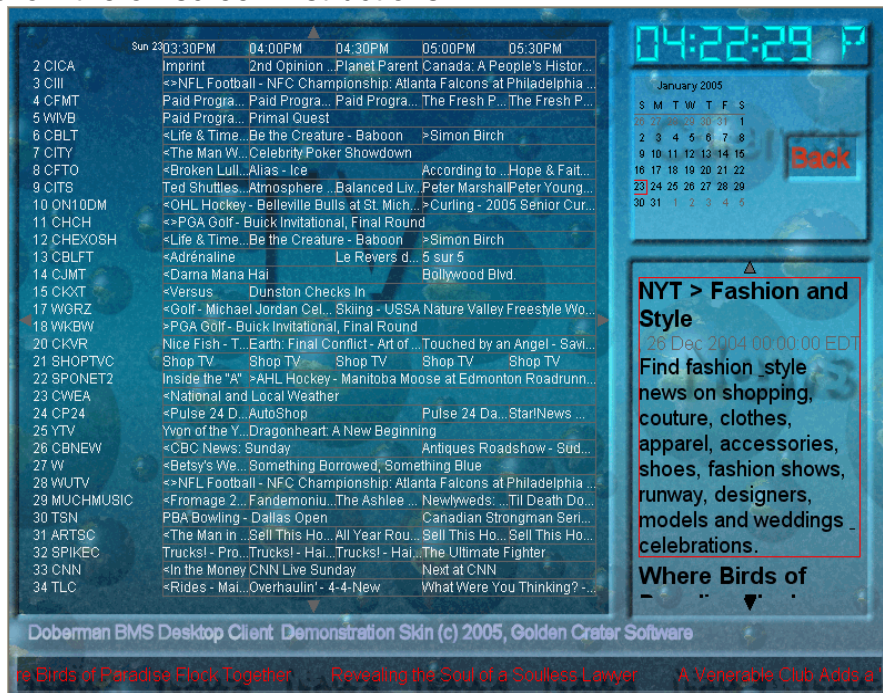 Sun 23 03:30PM 04:00PM 04:30PM 05:00PM 05:30PM
2 CICA Imprint 2nd Opinion ... Planet Parent Canada: A People's Histor...
3 CIII <>NFL Football - NFC Championship: Atlanta Falcons at Philadelphia ...
4 CFMT Paid Progra... Paid Progra... Paid Progra... The Fresh P... The Fresh P...
5 WIVB Paid Progra... Primal Quest
6 CBLT <Life & Time... Be the Creature - Baboon >Simon Birch
7 CITY <The Man W... Celebrity Poker Showdown
8 CFTO <Broken Lull... Alias - Ice According to ... Hope & Fait...
9 CITS Ted Shuttles... Atmosphere ... Balanced Liv... Peter Marshall Peter Young...
10 ON10DM <OHL Hockey - Belleville Bulls at St. Mich... >Curling - 2005 Senior Cur...
11 CHCH <>PGA Golf - Buick Invitational, Final Round
12 CHEXOSH <Life & Time... Be the Creature - Baboon >Simon Birch
13 CBLFT <Adrénaline Le Revers d... 5 sur 5
14 CJMT <Darna Mana Hai Bollywood Blvd.
15 CKXT <Versus Dunston Checks In
17 WGRZ <Golf - Michael Jordan Cel... Skiing - USSA Nature Valley Freestyle Wo...
18 WKBW >PGA Golf - Buick Invitational, Final Round
20 CKVR Nice Fish - T... Earth: Final Conflict - Art of ... Touched by an Angel - Savi...
21 SHOPTVC Shop TV Shop TV Shop TV Shop TV Shop TV
22 SPONET2 Inside the "A" >AHL Hockey - Manitoba Moose at Edmonton Roadrunn...
23 CWEA <National and Local Weather
24 CP24 <Pulse 24 D... AutoShop Pulse 24 Da... Star!News ...
25 YTV Yvon of the Y... Dragonheart: A New Beginning
26 CBNEW <CBC News: Sunday Antiques Roadshow - Sud...
27 W <Betsy's We... Something Borrowed, Something Blue
28 WUTV <>NFL Football - NFC Championship: Atlanta Falcons at Philadelphia ...
29 MUCHMUSIC <Fromage 2... Fandemoniu... The Ashlee ... Newlyweds: ... Til Death Do...
30 TSN PBA Bowling - Dallas Open Canadian Strongman Seri...
31 ARTSC <The Man in ... Sell This Ho... All Year Rou... Sell This Ho... Sell This Ho...
32 SPIKEC Trucks! - Pro... Trucks! - Hai... Trucks! - Hai... The Ultimate Fighter
33 CNN <In the Money CNN Live Sunday Next at CNN
34 TLC <Rides - Mai... Overhaulin' - 4-4-New What Were You Thinking? -...
04:22:29 P
January 2005
S M T W T F S
26 27 28 29 30 31 1
2 3 4 5 6 7 8
9 10 11 12 13 14 15
16 17 18 19 20 21 22
23 24 25 26 27 28 29
30 31 1 2 3 4 5
Back
NYT > Fashion and
Style
26 Dec 2004 00:00:00 EDT
Find fashion _style
news on shopping,
couture, clothes,
apparel, accessories,
shoes, fashion shows,
runway, designers,
models and weddings _
celebrations.
Where Birds of
Doberman BMS Desktop Client Demonstration Skin (c) 2005, Golden Crater Software
re Birds of Paradise Flock Together Revealing the Soul of a Soulless Lawyer A Venerable Club Adds a